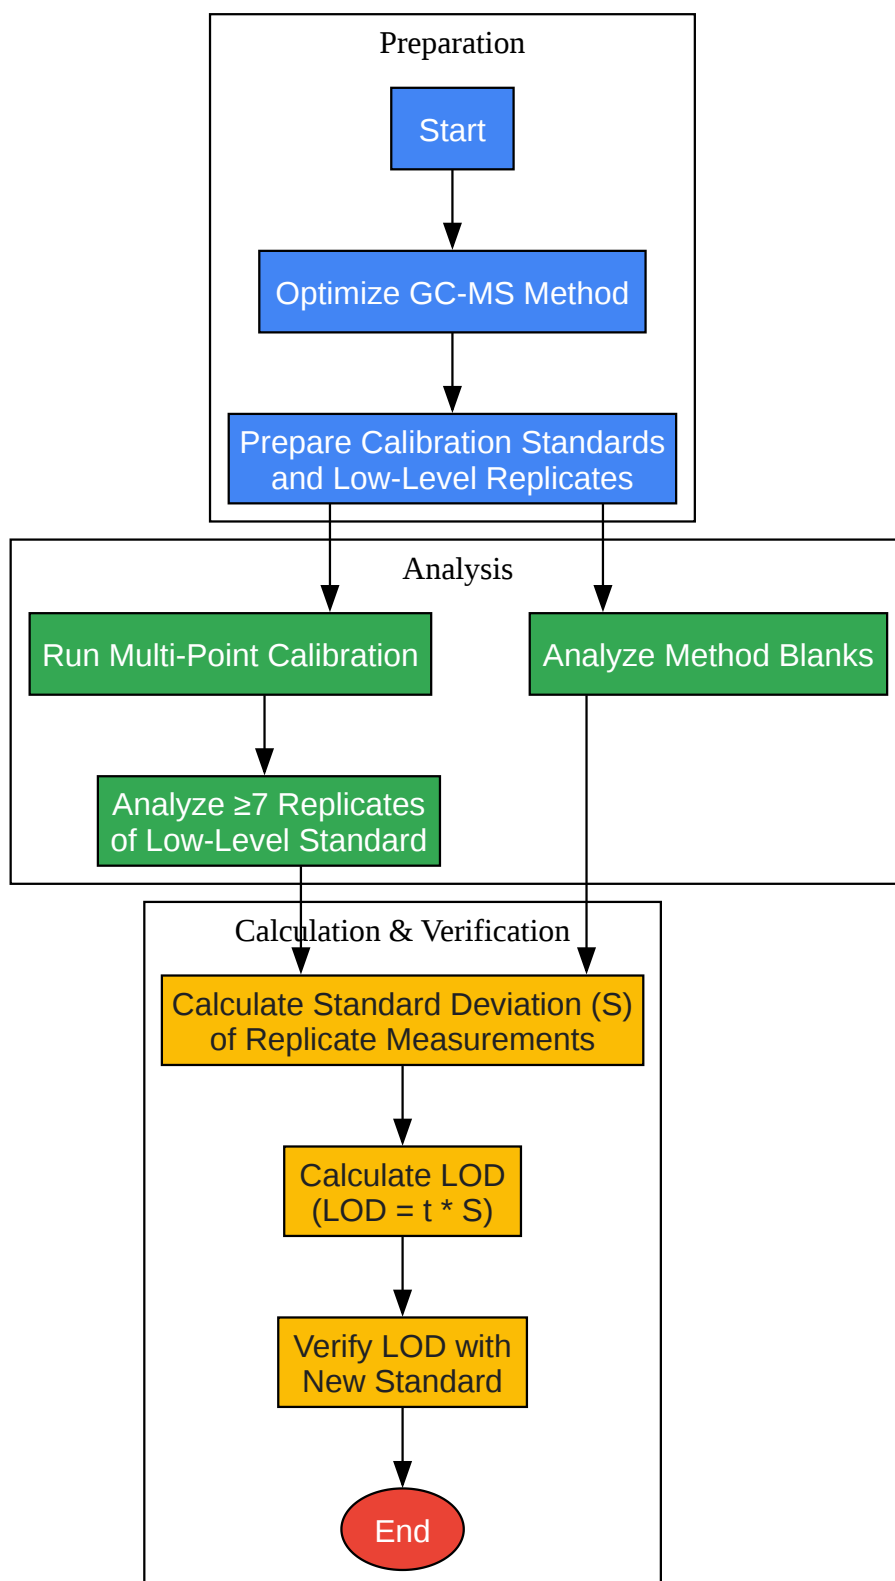 Preparation
Start
Optimize GC-MS Method
Prepare Calibration Standards
and Low-Level Replicates
Analysis
Run Multi-Point Calibration
Analyze Method Blanks
Analyze ≥7 Replicates
of Low-Level Standard
Calculation & Verification
Calculate Standard Deviation (S)
of Replicate Measurements
Calculate LOD
(LOD = t * S)
Verify LOD with
New Standard
End